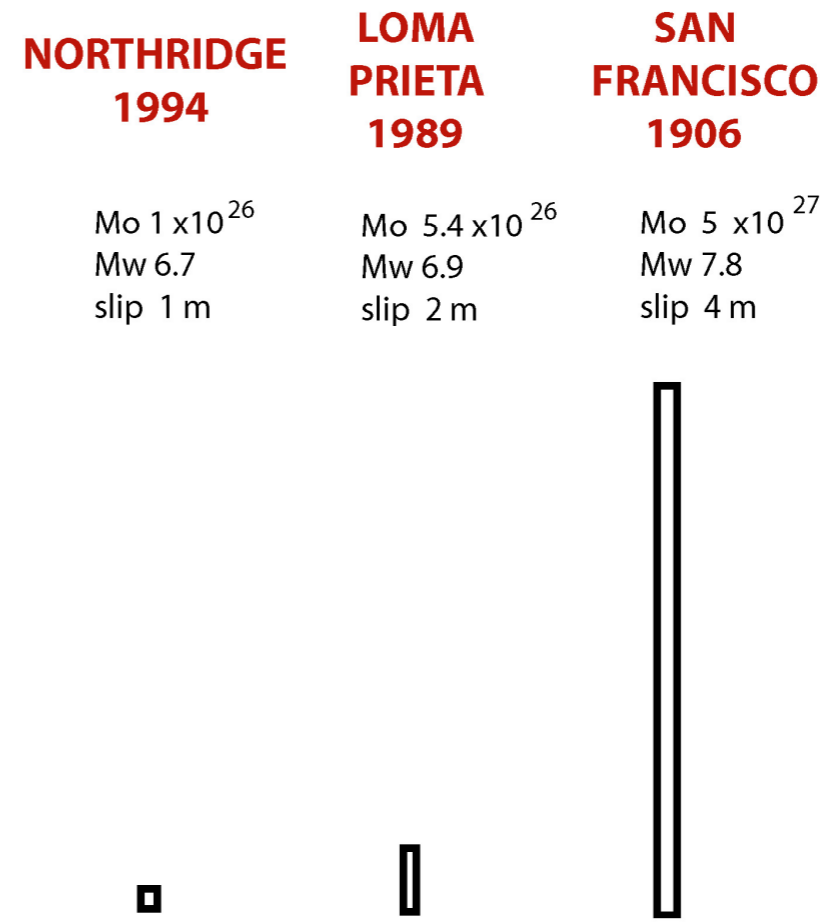 NORTHRIDGE
1994
Mo 1 x10 26
Mw 6.7
slip 1 m
LOMA
PRIETA
1989
Mo 5.4 x10 26
Mw 6.9
slip 2 m
SAN
FRANCISCO
1906
Mo 5 x10 27
Mw 7.8
slip 4 m